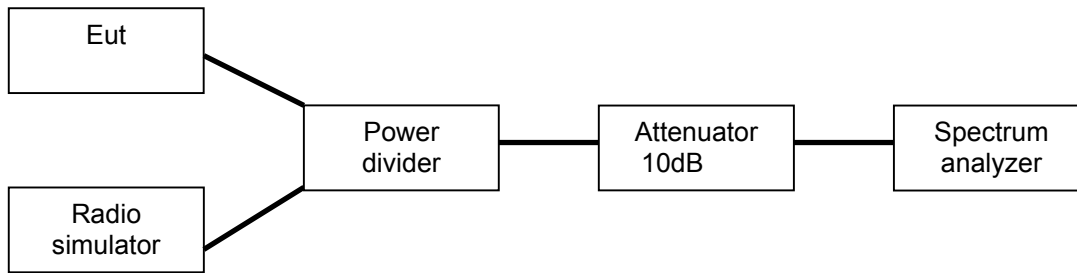 Eut
Power
divider
Attenuator
10dB
Spectrum
analyzer
Radio
simulator